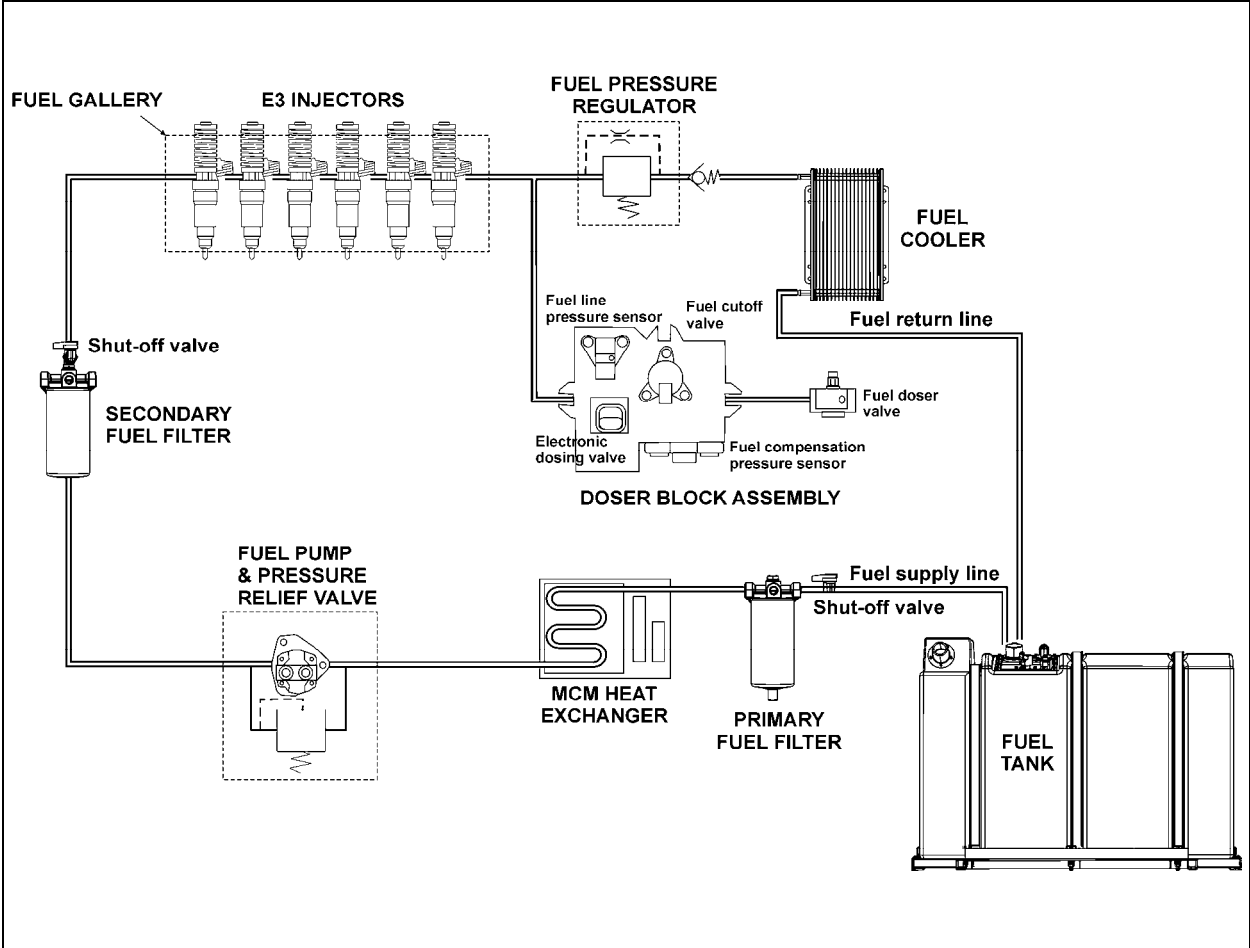 FUEL GALLERY
E3 INJECTORS
FUEL PRESSURE
REGULATOR
FUEL
COOLER
Fuel return line
Fuel line
pressure sensor
Fuel cutoff
valve
Fuel doser
valve
Electronic
dosing valve
Fuel compensation
pressure sensor
DOSER BLOCK ASSEMBLY
Shut-off valve
SECONDARY
FUEL FILTER
FUEL PUMP
& PRESSURE
RELIEF VALVE
MCM HEAT
EXCHANGER
Fuel supply line
Shut-off valve
PRIMARY
FUEL FILTER
FUEL
TANK